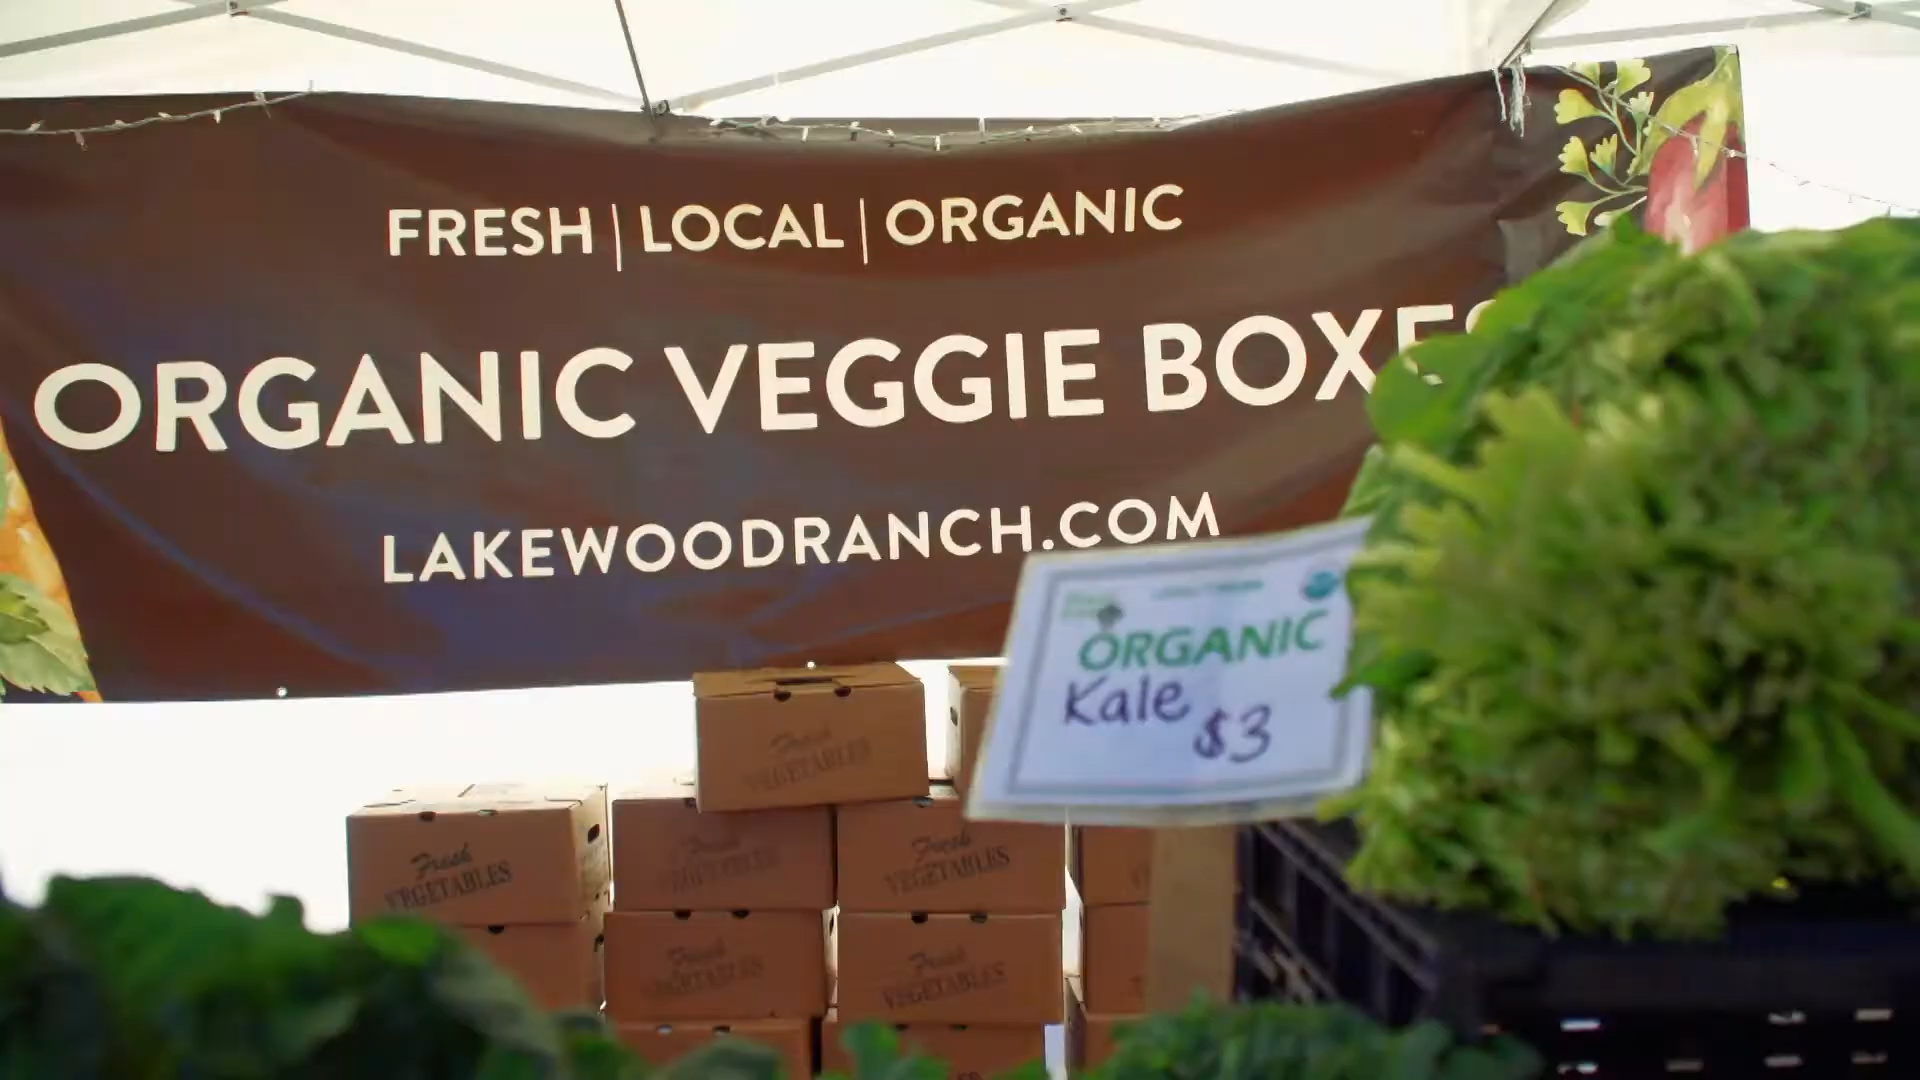 FRESH | LOCAL | ORGANIC
ORGANIC VEGGIE BOXES
LAKEWOODRANCH.COM
ORGANIC
Kale
$3
Fresh
VEGETABLES
Fresh
VEGETABLES
Fresh
VEGETABLES
Fresh
VEGETABLES
Fresh
VEGETABLES
Fresh
VEGETABLES